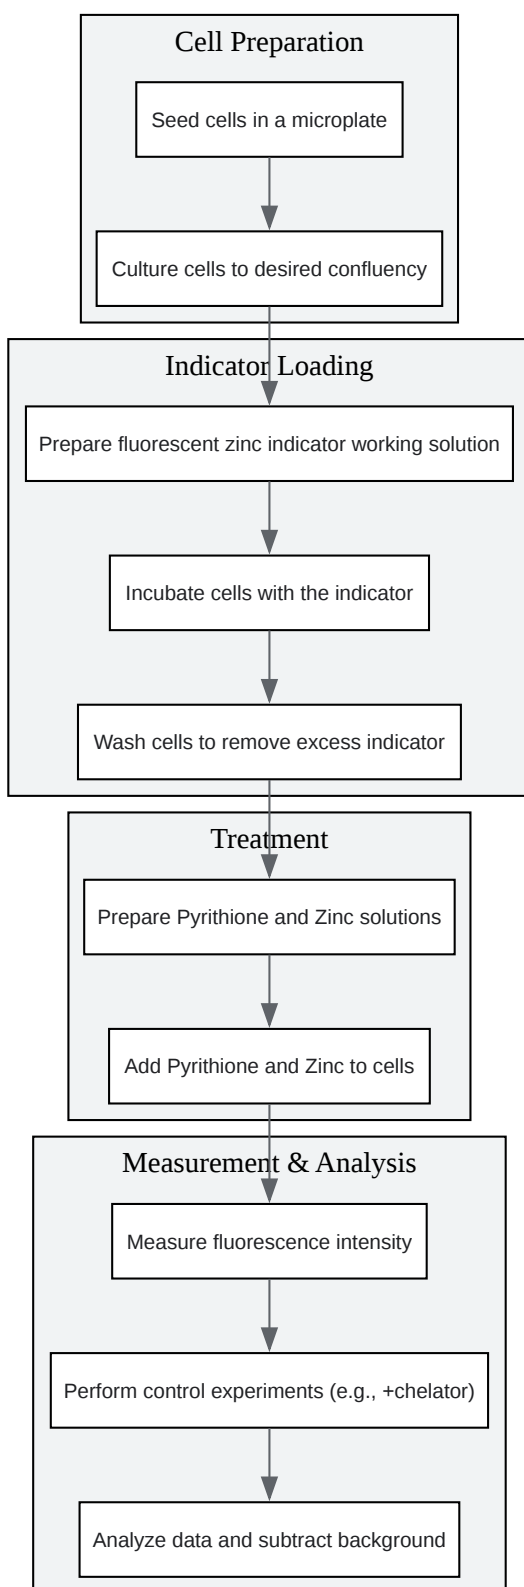 Cell Preparation
Seed cells in a microplate
Culture cells to desired confluency
Indicator Loading
Prepare fluorescent zinc indicator working solution
Incubate cells with the indicator
Wash cells to remove excess indicator
Treatment
Prepare Pyrithione and Zinc solutions
Add Pyrithione and Zinc to cells
Measurement & Analysis
Measure fluorescence intensity
Perform control experiments (e.g., +chelator)
Analyze data and subtract background